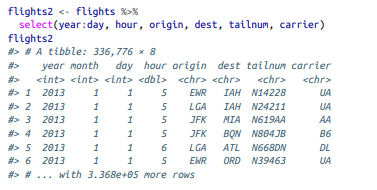 flights2 <- flights %>%
select(year:day, hour, origin, dest, tailnum, carrier)
flights2
#> # A tibble: 336,776 × 8
#> year month day hour origin dest tailnum carrier
#> <int> <int> <int> <dbl> <chr> <chr> <chr> <chr>
#> 1 2013 1 1 5 EWR IAH N14228 UA
#> 2 2013 1 1 5 LGA IAH N24211 UA
#> 3 2013 1 1 5 JFK MIA N619AA AA
#> 4 2013 1 1 5 JFK BQN N804JB B6
#> 5 2013 1 1 6 LGA ATL N668DN DL
#> 6 2013 1 1 5 EWR ORD N39463 UA
#> # ... with 3.368e+05 more rows